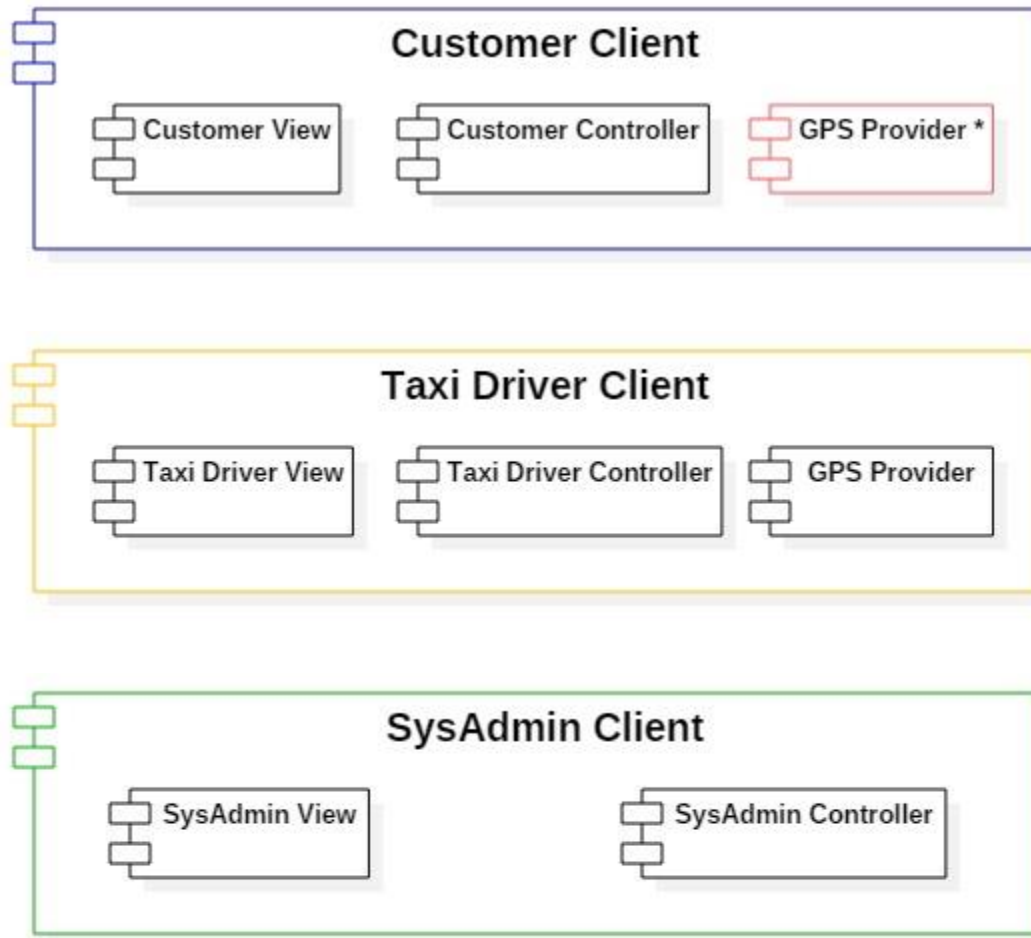 Customer Client
Customer View
Customer Controller
GPS Provider *
Taxi Driver Client
Taxi Driver View
Taxi Driver Controller
GPS Provider
SysAdmin Client
SysAdmin View
SysAdmin Controller